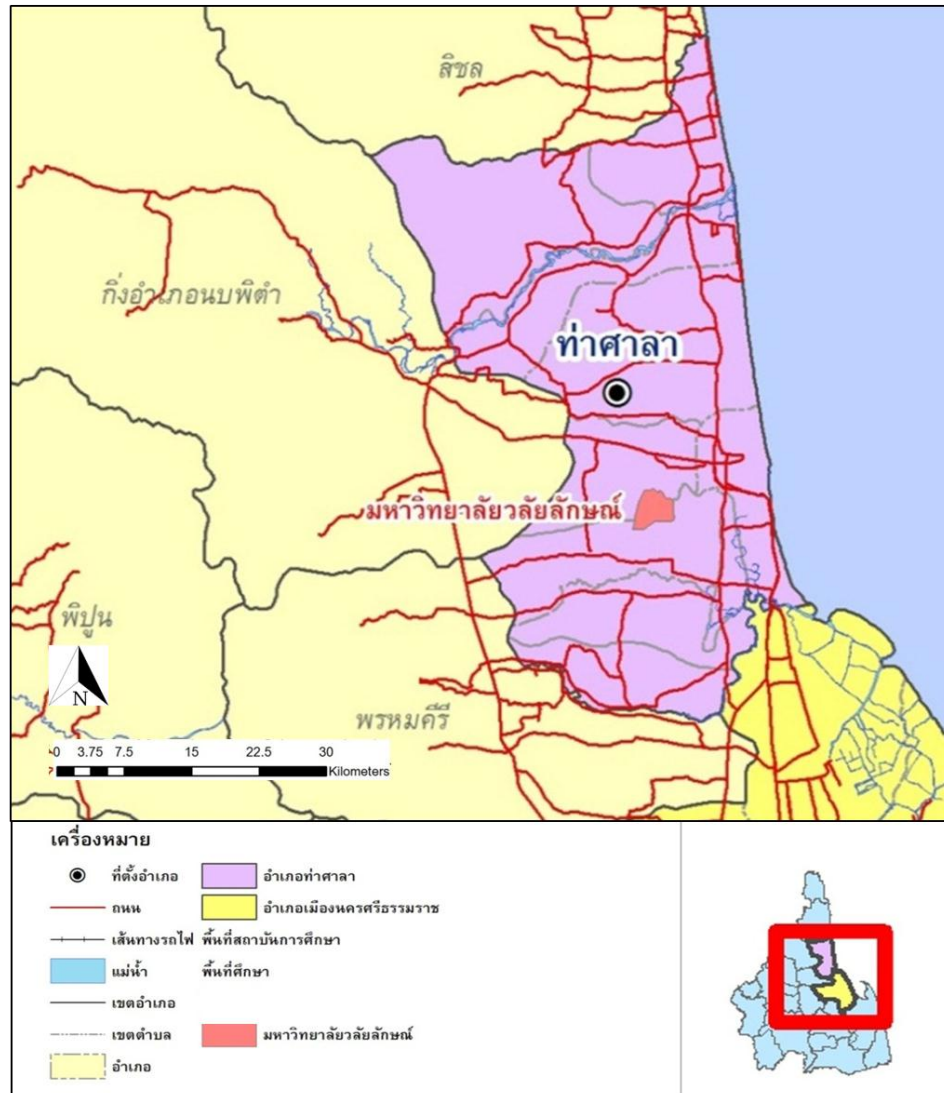 สิชล
กิ่งอำเภอนบพิตำ
ท่าศาลา
มหาวิทยาลัยวลัยลักษณ์
พิปูน
N
พรหมคีรี
0 3.75 7.5 15 22.5 30
Kilometers
เครื่องหมาย
ที่ตั้งอำเภอ อำเภอท่าศาลา
ถนน อำเภอเมืองนครศรีธรรมราช
เส้นทางรถไฟ พื้นที่สถาบันการศึกษา
แม่น้ำ พื้นที่ศึกษา
เขตอำเภอ
เขตตำบล มหาวิทยาลัยวลัยลักษณ์
อำเภอ